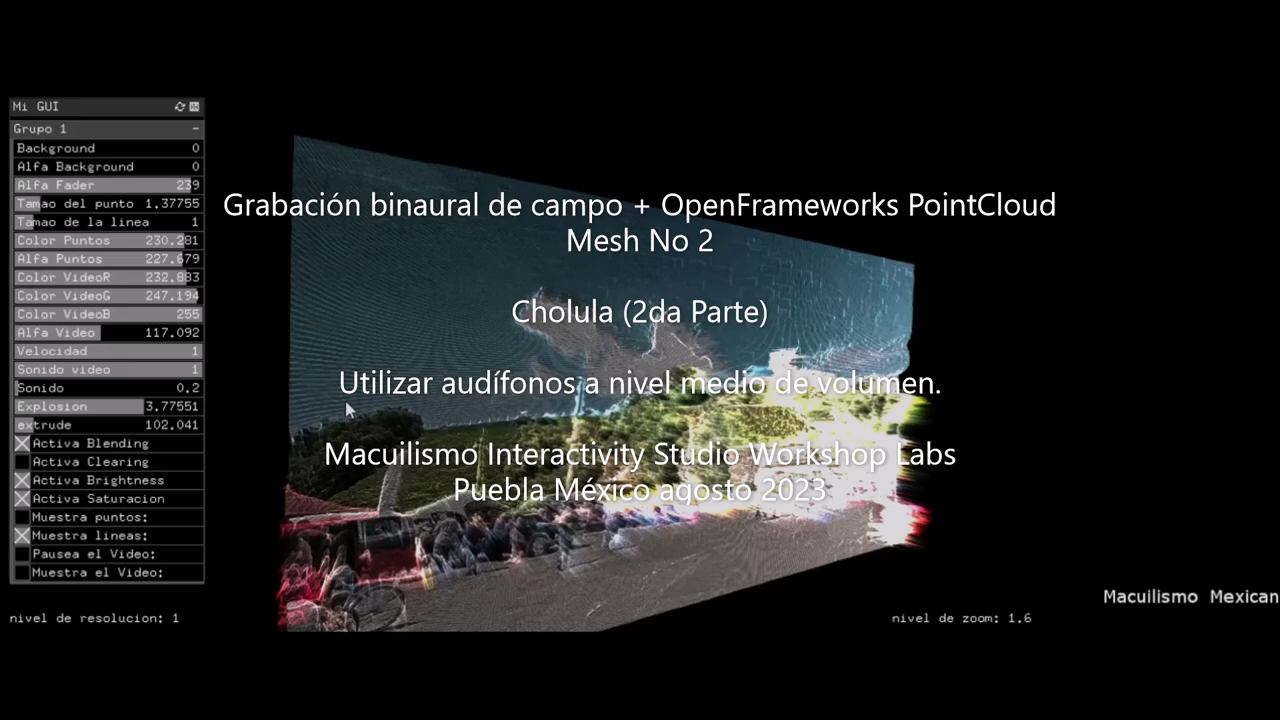 Mi GUI
Grupo 1 -
Background 0
Alfa Background 0
Alfa Fader 239
Tamao del punto 1.37755
Tamao de la linea 1
Color Puntos 230.281
Alfa Puntos 227.679
Color VideoR 232.883
Color VideoG 247.194
Color VideoB 255
Alfa Video 117.092
Velocidad 1
Sonido video 1
Sonido 0.2
Explosion 3.77551
extrude 102.041
Activa Blending
Activa Clearing
Activa Brightness
Activa Saturacion
Muestra puntos:
Muestra lineas:
Pausea el Video:
Muestra el Video:
nivel de resolucion: 1
Grabación binaural de campo + OpenFrameworks PointCloud
Mesh No 2
Cholula (2da Parte)
Utilizar audífonos a nivel medio de volumen.
Macuilismo Interactivity Studio Workshop Labs
Puebla México agosto 2023
Macuilismo Mexican
nivel de zoom: 1.6